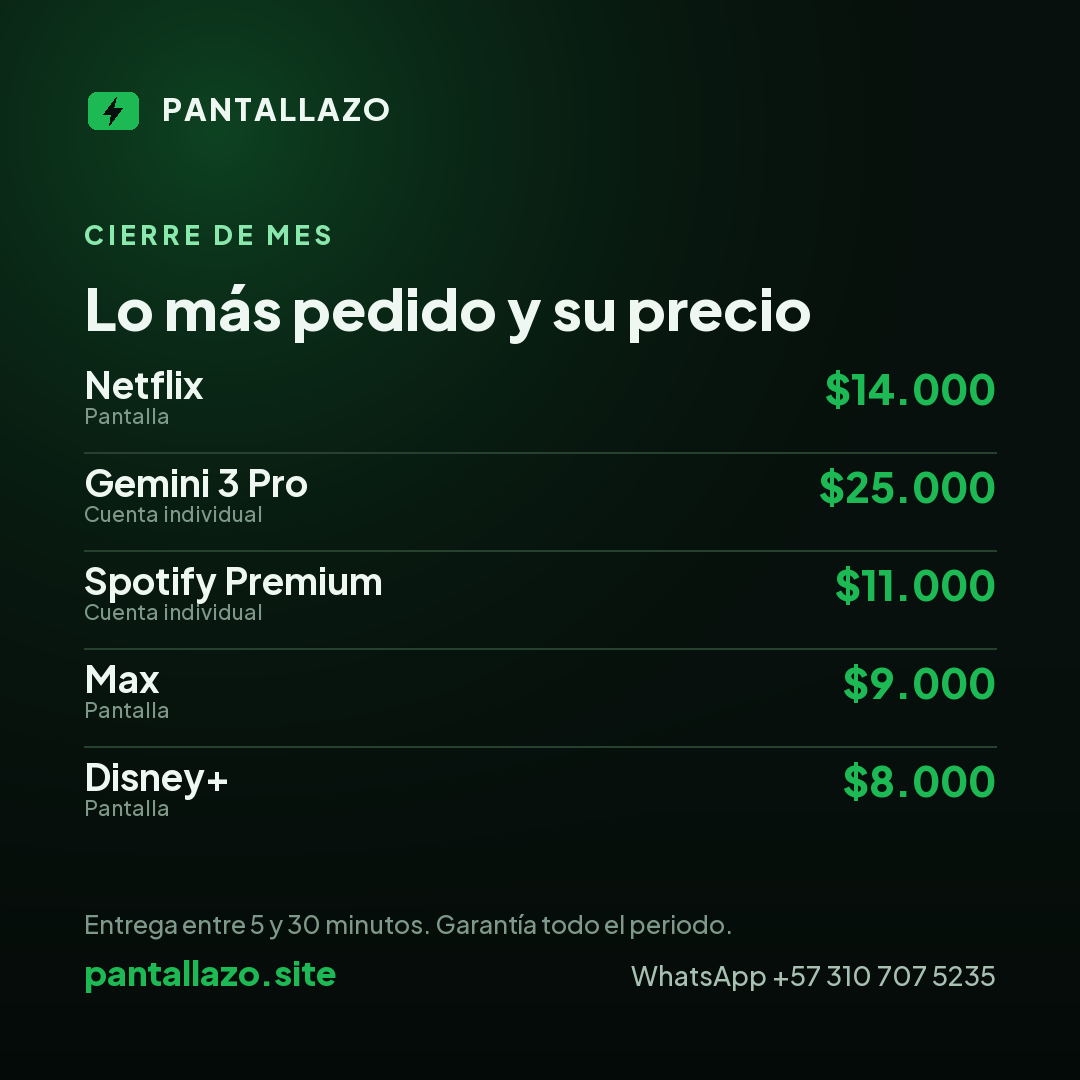 PANTALLAZO
CIERRE DE MES
Lo más pedido y su precio
Netflix $14.000
Pantalla
Gemini 3 Pro $25.000
Cuenta individual
Spotify Premium $11.000
Cuenta individual
Max $9.000
Pantalla
Disney+ $8.000
Pantalla
Entrega entre 5 y 30 minutos. Garantía todo el periodo.
pantallazo.site WhatsApp +57 310 707 5235